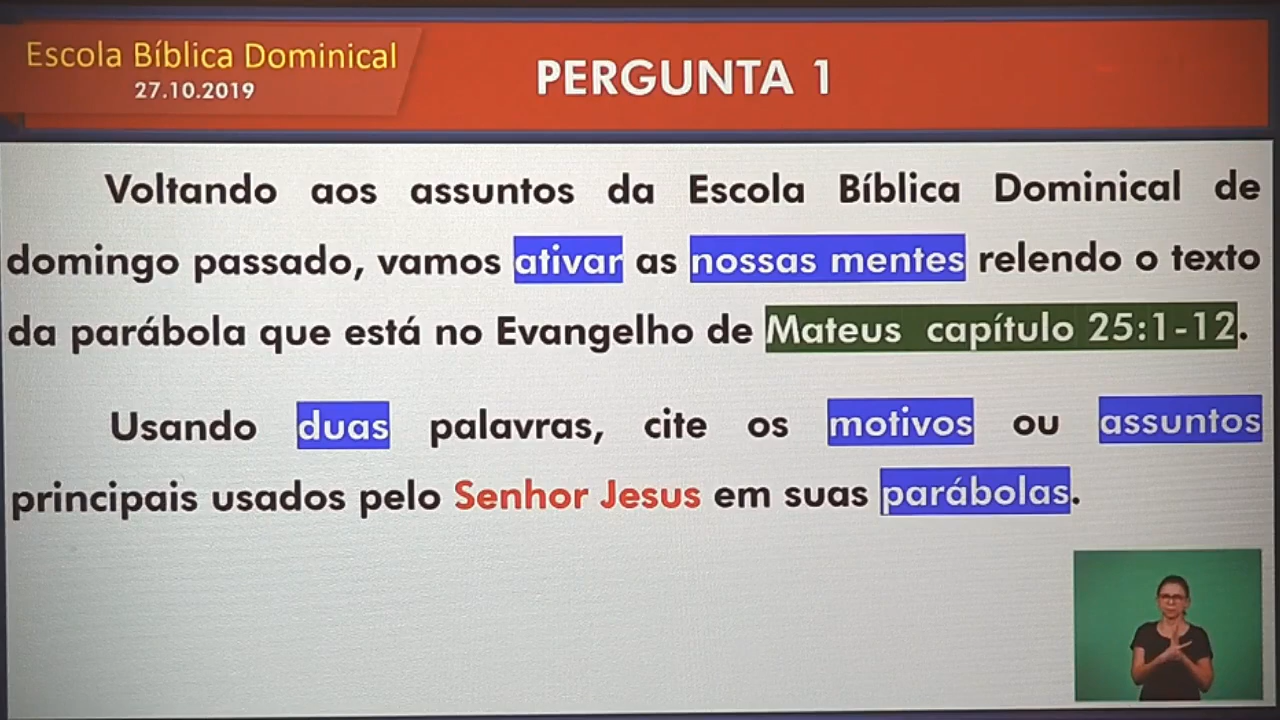 Escola Bíblica Dominical
27.10.2019
PERGUNTA 1
Voltando aos assuntos da Escola Bíblica Dominical de
domingo passado, vamos ativar as nossas mentes relendo o texto
da parábola que está no Evangelho de Mateus capítulo 25:1-12.
Usando duas palavras, cite os motivos ou assuntos
principais usados pelo Senhor Jesus em suas parábolas.